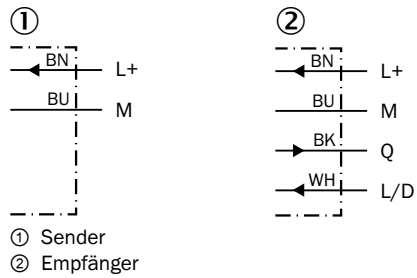 ① ②
BN L+
BU M
BN L+
BU M
BK Q
WH L/D
① Sender
② Empfänger